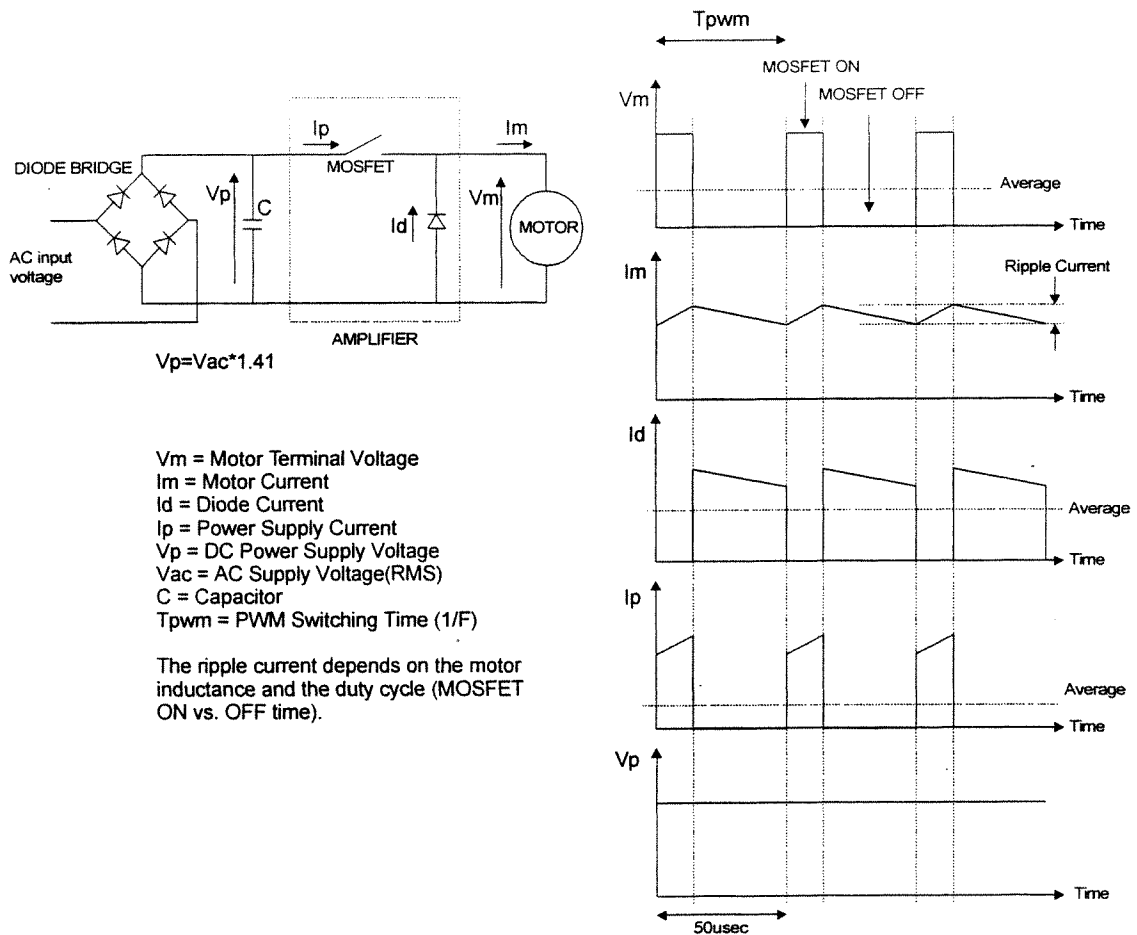 Tpwm
MOSFET ON
MOSFET OFF
Vm
Average
Time
Ip
Im
DIODE BRIDGE
MOSFET
Vp
C
Id
Vm
MOTOR
AC input
voltage
AMPLIFIER
Vp=Vac*1.41
Im
Ripple Current
Time
Id
Average
Time
Vm = Motor Terminal Voltage
Im = Motor Current
Id = Diode Current
Ip = Power Supply Current
Vp = DC Power Supply Voltage
Vac = AC Supply Voltage(RMS)
C = Capacitor
Tpwm = PWM Switching Time (1/F)
The ripple current depends on the motor
inductance and the duty cycle (MOSFET
ON vs. OFF time).
Ip
Average
Time
Vp
Time
50usec